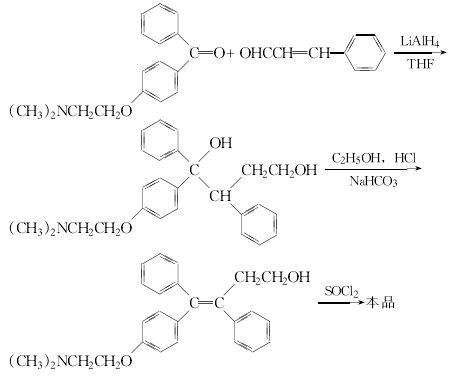 C=O+ OHCCH=CH
LiAlH4
THF
(CH3)2NCH2CH2O
OH
C
CH2CH2OH
CH
C2H5OH, HCl
NaHCO3
(CH3)2NCH2CH2O
CH2CH2OH
C=C
SOCl2
本品
(CH3)2NCH2CH2O